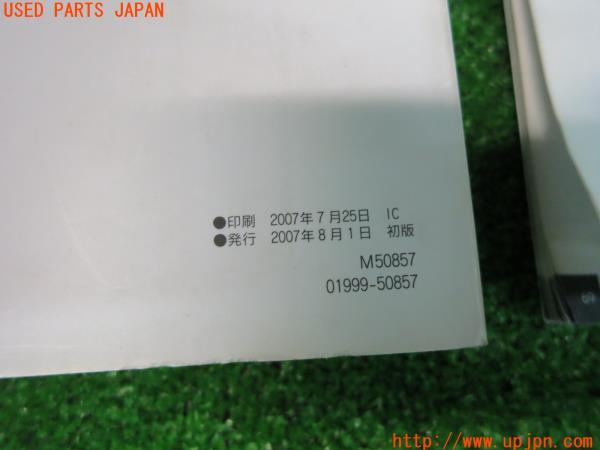 USED PARTS JAPAN
●印刷 2007年7月25日 IC
●発行 2007年8月1日 初版
M50857
01999-50857
http://www.upjpn.com